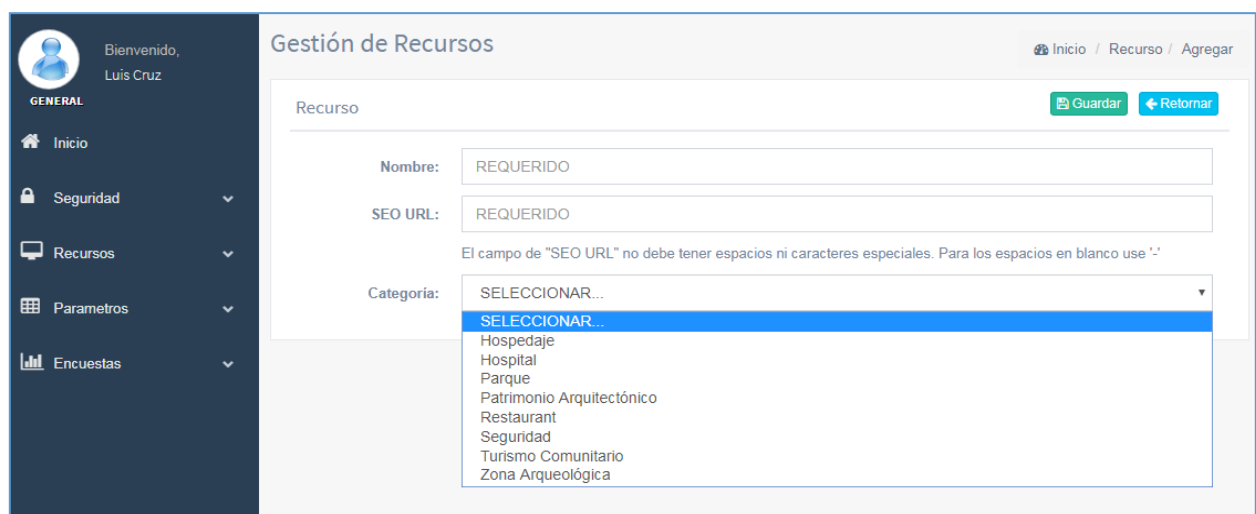 Bienvenido,
Luis Cruz
GENERAL
Inicio
Seguridad
Recursos
Parametros
Encuestas
Gestión de Recursos
Inicio / Recurso / Agregar
Recurso
Guardar
Retornar
Nombre: REQUERIDO
SEO URL: REQUERIDO
El campo de "SEO URL" no debe tener espacios ni caracteres especiales. Para los espacios en blanco use '-'
Categoría: SELECCIONAR...
SELECCIONAR...
Hospedaje
Hospital
Parque
Patrimonio Arquitectónico
Restaurant
Seguridad
Turismo Comunitario
Zona Arqueológica